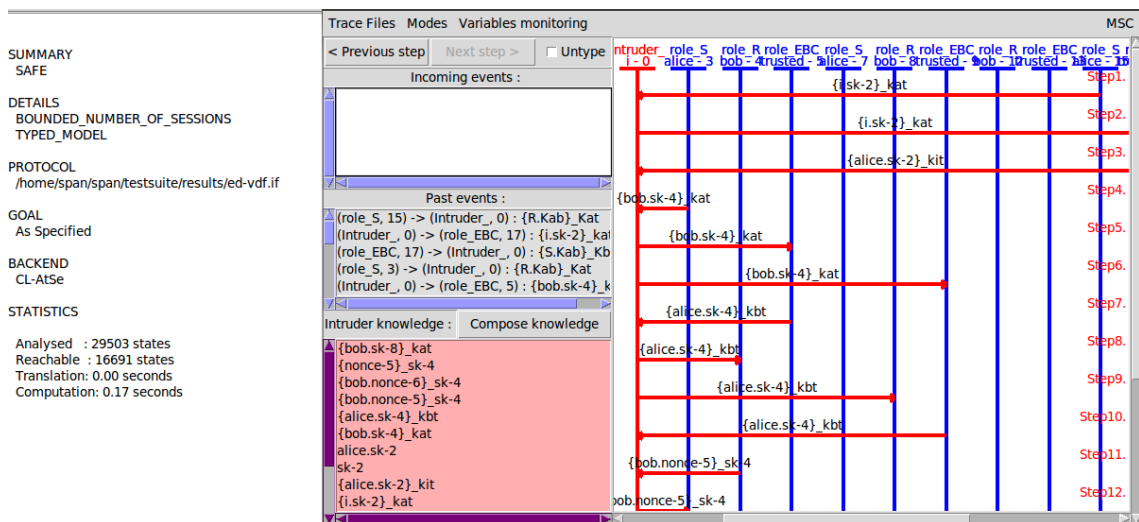 SUMMARY
SAFE
DETAILS
BOUNDED_NUMBER_OF_SESSIONS
TYPED_MODEL
PROTOCOL
/home/span/span/testsuite/results/ed-vdf.if
GOAL
As Specified
BACKEND
CL-AtSe
STATISTICS
Analysed : 29503 states
Reachable : 16691 states
Translation: 0.00 seconds
Computation: 0.17 seconds
Trace Files Modes Variables monitoring MSC
< Previous step Next step > Untype
Incoming events :
Past events :
(role_S, 15) -> (Intruder_, 0) : {R.Kab}_Kat
(Intruder_, 0) -> (role_EBC, 17) : {i.sk-2}_kat
(role_EBC, 17) -> (Intruder_, 0) : {S.Kab}_Kb
(role_S, 3) -> (Intruder_, 0) : {R.Kab}_Kat
(Intruder_, 0) -> (role_EBC, 5) : {bob.sk-4}_k
Intruder knowledge : Compose knowledge
{bob.sk-8}_kat
{nonce-5}_sk-4
{bob.nonce-6}_sk-4
{bob.nonce-5}_sk-4
{alice.sk-4}_kbt
{bob.sk-4}_kat
alice.sk-2
sk-2
{alice.sk-2}_kit
{i.sk-2}_kat
ntruder_ role_S role_R role_EBC role_S role_R role_EBC role_R role_EBC role_S
i - 0 alice - 3 bob - 4 trusted - 5 alice - 7 bob - 8 trusted - 9 bob - 12 trusted - 13 alice - 15
Step1.
{i.sk-2}_kat
Step2.
{i.sk-2}_kat
Step3.
{alice.sk-2}_kit
Step4.
{bob.sk-4}_kat
Step5.
{bob.sk-4}_kat
Step6.
{bob.sk-4}_kat
Step7.
{alice.sk-4}_kbt
Step8.
{alice.sk-4}_kbt
Step9.
{alice.sk-4}_kbt
Step10.
{alice.sk-4}_kbt
Step11.
{bob.nonce-5}_sk-4
Step12.
bob.nonce-5}_sk-4